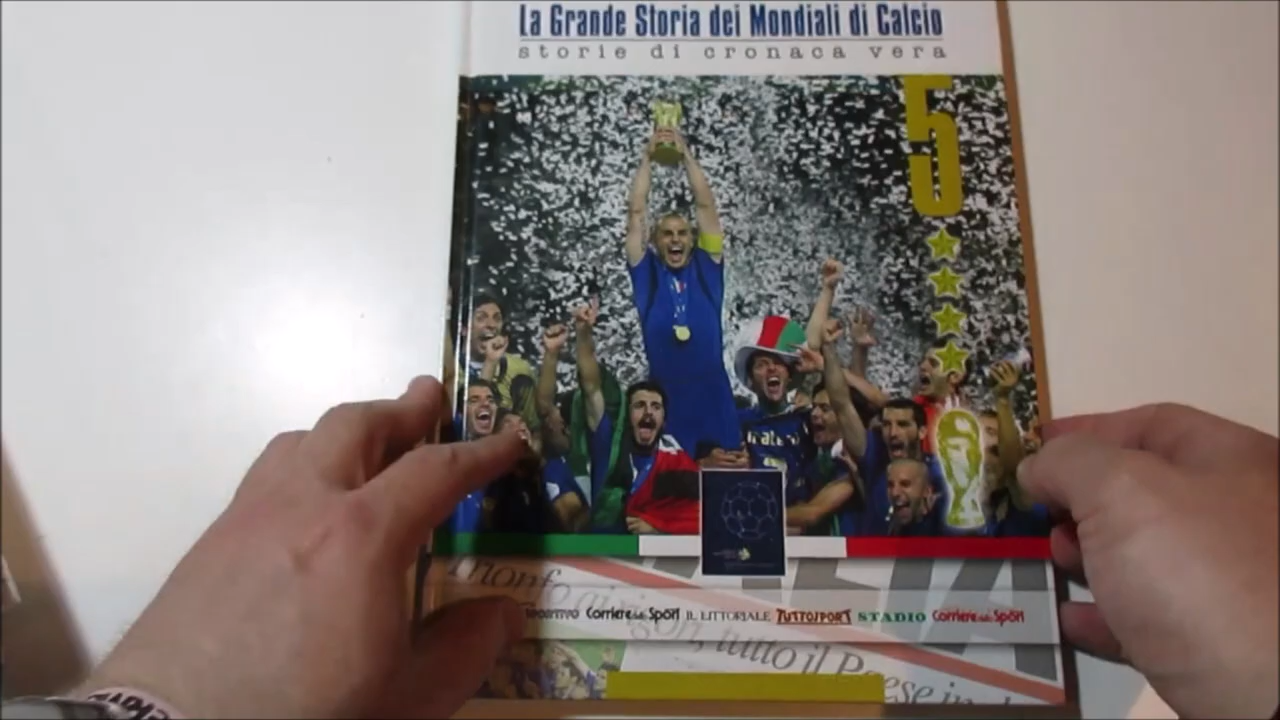 La Grande Storia dei Mondiali di Calcio
storie di cronaca vera
5
Corriere dello Sport IL LITTORIALE TUTTOSPORT STADIO Corriere dello Sport
tutto il Paese in